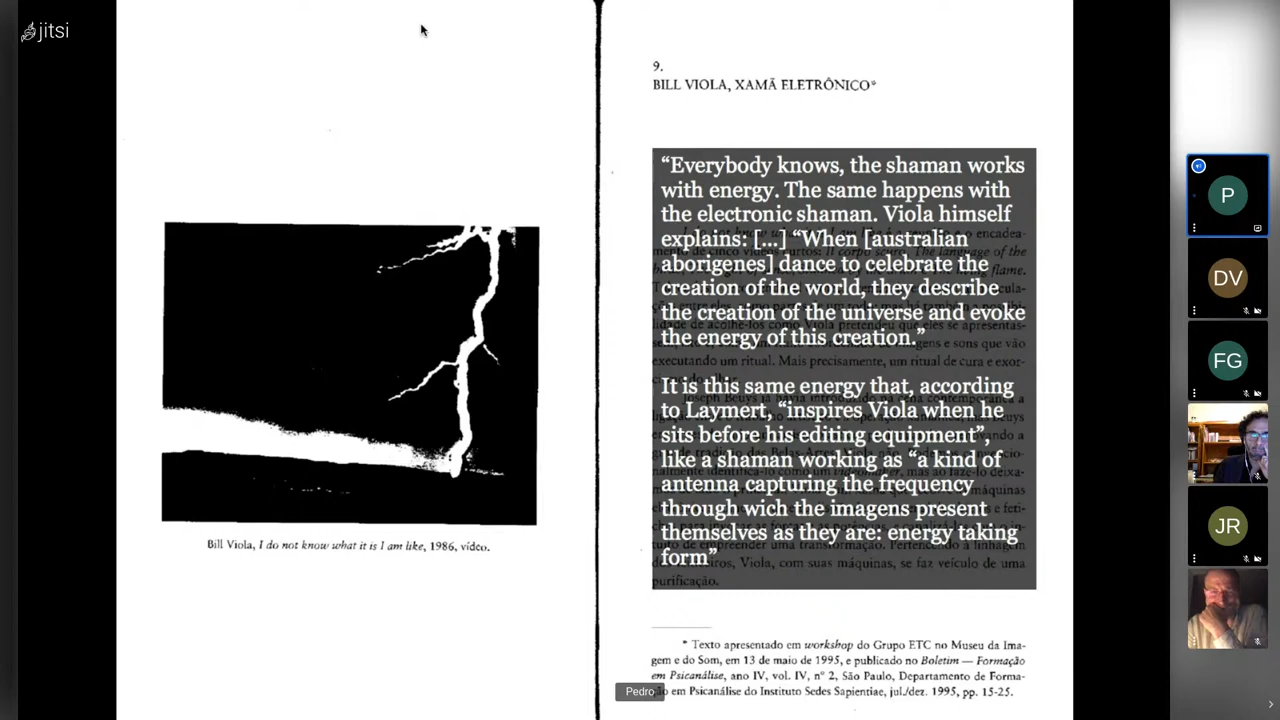 jitsi
9.
BILL VIOLA, XAMÃ ELETRÔNICO*
“Everybody knows, the shaman works
with energy. The same happens with
the electronic shaman. Viola himself
explains: [...] “When [australian
aborigenes] dance to celebrate the
creation of the world, they describe
the creation of the universe and evoke
the energy of this creation.”
It is this same energy that, according
to Laymert, “inspires Viola when he
sits before his editing equipment”,
like a shaman working as “a kind of
antenna capturing the frequency
through wich the imagens present
themselves as they are: energy taking
form”
purificação.
Bill Viola, I do not know what it is I am like, 1986, vídeo.
* Texto apresentado em workshop do Grupo ETC no Museu da Ima-
gem e do Som, em 13 de maio de 1995, e publicado no Boletim — Formação
em Psicanálise, ano IV, vol. IV, nº 2, São Paulo, Departamento de Forma-
ção em Psicanálise do Instituto Sedes Sapientiae, jul./dez. 1995, pp. 15-25.
Pedro
P
DV
FG
JR